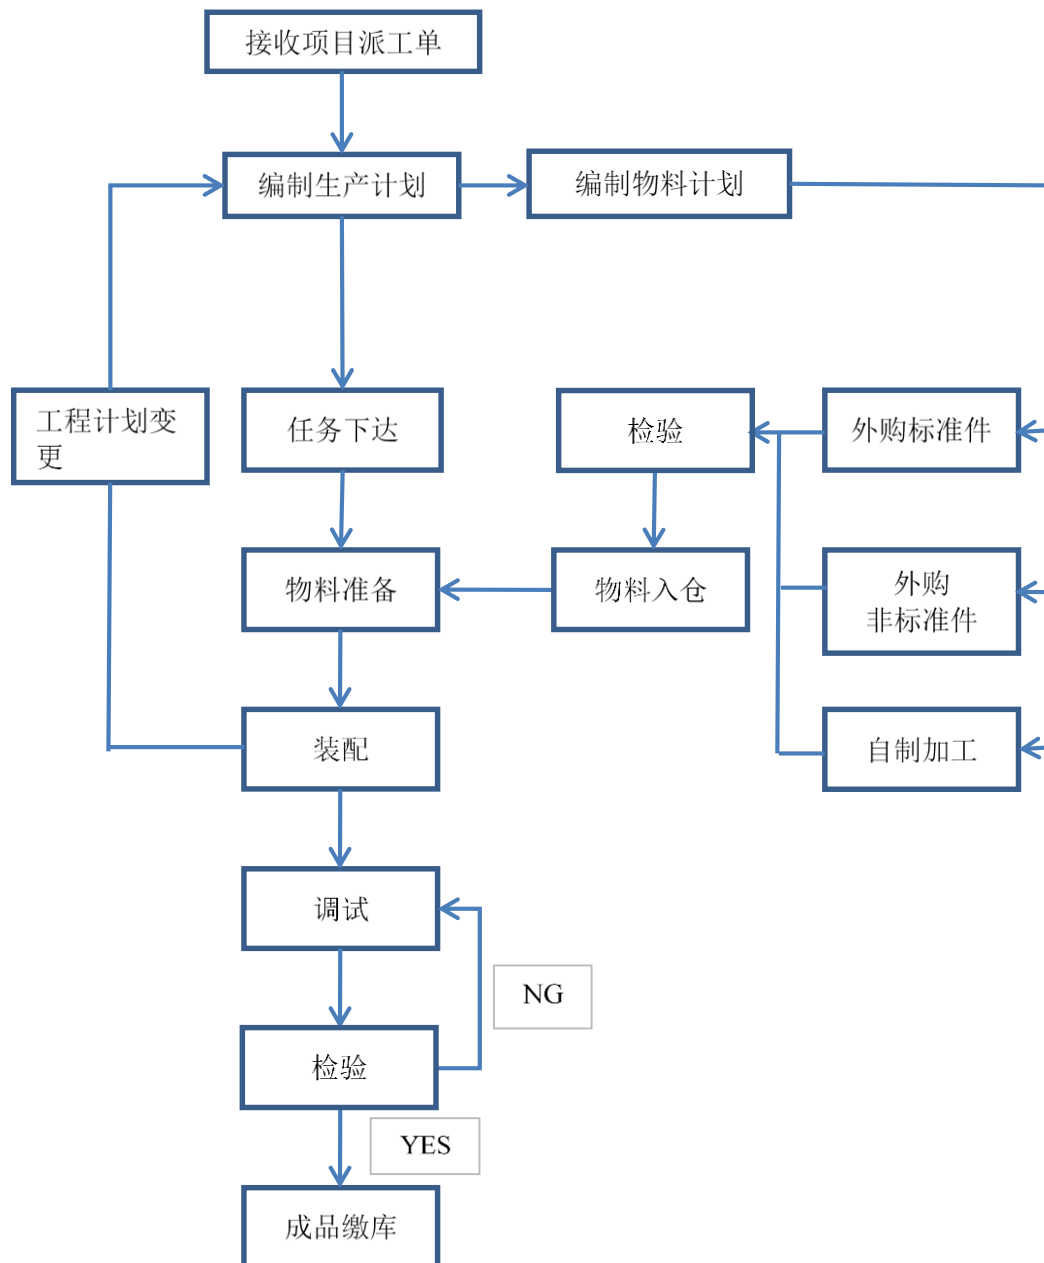 接收项目派工单
编制生产计划
编制物料计划
工程计划变
更
任务下达
检验
外购标准件
物料准备
物料入仓
外购
非标准件
装配
自制加工
调试
NG
检验
YES
成品缴库